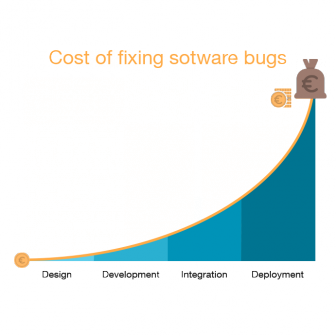 Cost of fixing sotware bugs
€
€
€
Design Development Integration Deployment